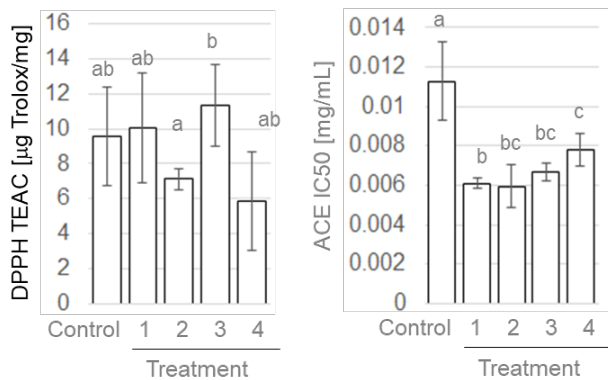 DPPH TEAC [µg Trolox/mg]
16
14
12
10
8
6
4
2
0
ab
ab
a
b
ab
Control 1 2 3 4
Treatment
ACE IC50 [mg/mL]
0.014
0.012
0.01
0.008
0.006
0.004
0.002
0
a
b
bc
bc
c
Control 1 2 3 4
Treatment